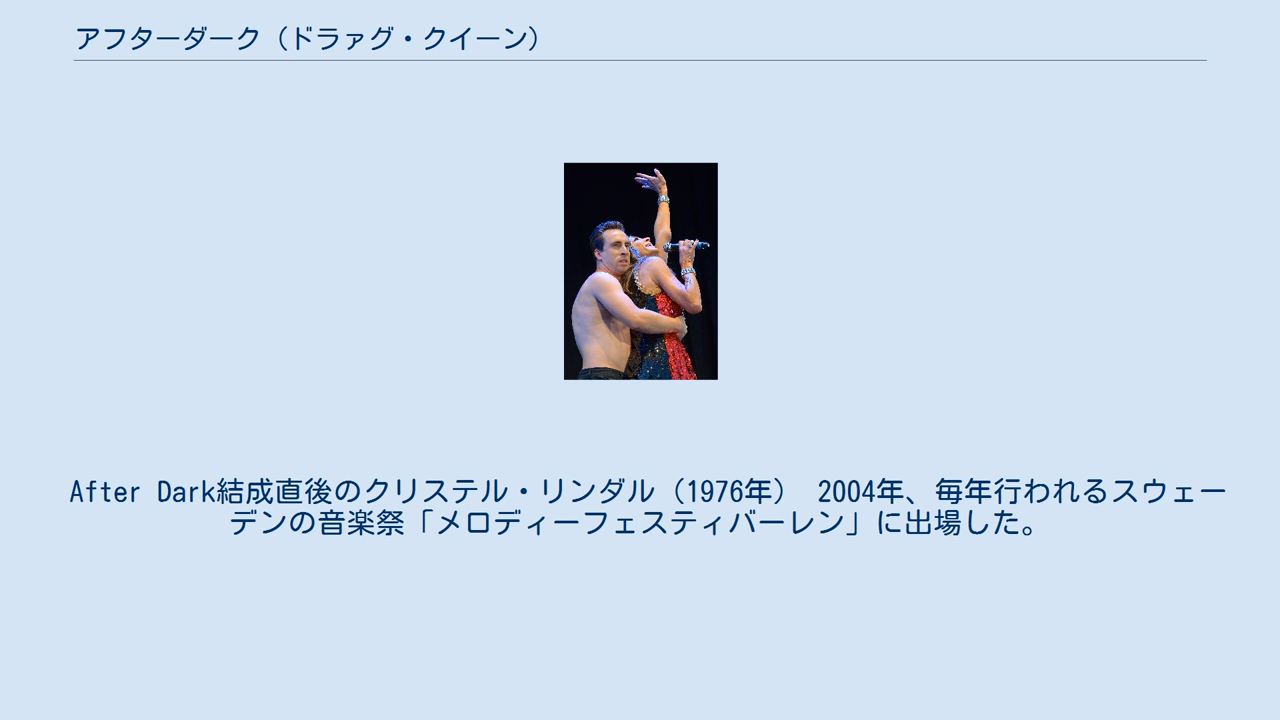 アフターダーク（ドラァグ・クイーン）
After Dark結成直後のクリステル・リンダル（1976年） 2004年、毎年行われるスウェー
デンの音楽祭「メロディーフェスティバーレン」に出場した。